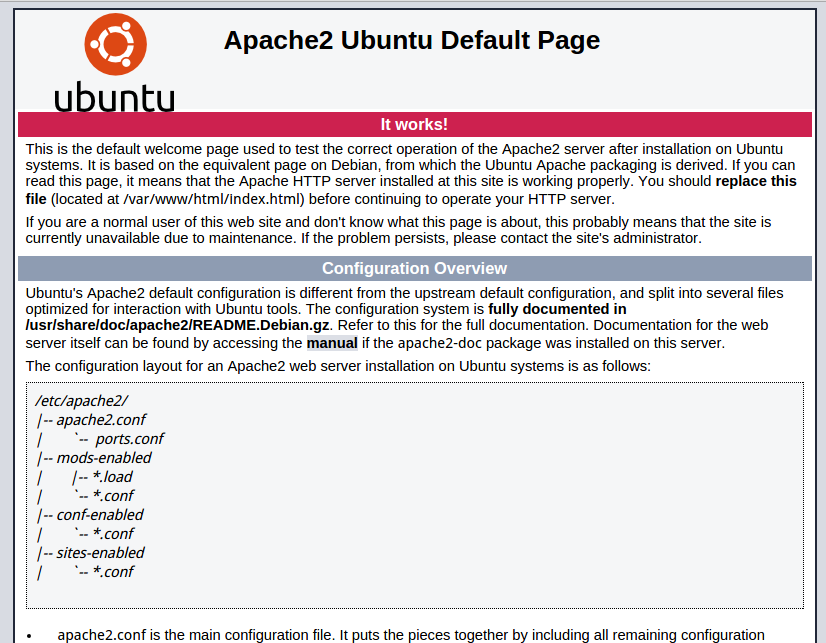 ubuntu
Apache2 Ubuntu Default Page
It works!
This is the default welcome page used to test the correct operation of the Apache2 server after installation on Ubuntu
systems. It is based on the equivalent page on Debian, from which the Ubuntu Apache packaging is derived. If you can
read this page, it means that the Apache HTTP server installed at this site is working properly. You should replace this
file (located at /var/www/html/Index.html) before continuing to operate your HTTP server.
If you are a normal user of this web site and don't know what this page is about, this probably means that the site is
currently unavailable due to maintenance. If the problem persists, please contact the site's administrator.
Configuration Overview
Ubuntu's Apache2 default configuration is different from the upstream default configuration, and split into several files
optimized for interaction with Ubuntu tools. The configuration system is fully documented in
/usr/share/doc/apache2/README.Debian.gz. Refer to this for the full documentation. Documentation for the web
server itself can be found by accessing the manual if the apache2-doc package was installed on this server.
The configuration layout for an Apache2 web server installation on Ubuntu systems is as follows:
/etc/apache2/
|-- apache2.conf
|       `--  ports.conf
|-- mods-enabled
|       |-- *.load
|       `-- *.conf
|-- conf-enabled
|       `-- *.conf
|-- sites-enabled
|       `-- *.conf
• apache2.conf is the main configuration file. It puts the pieces together by including all remaining configuration